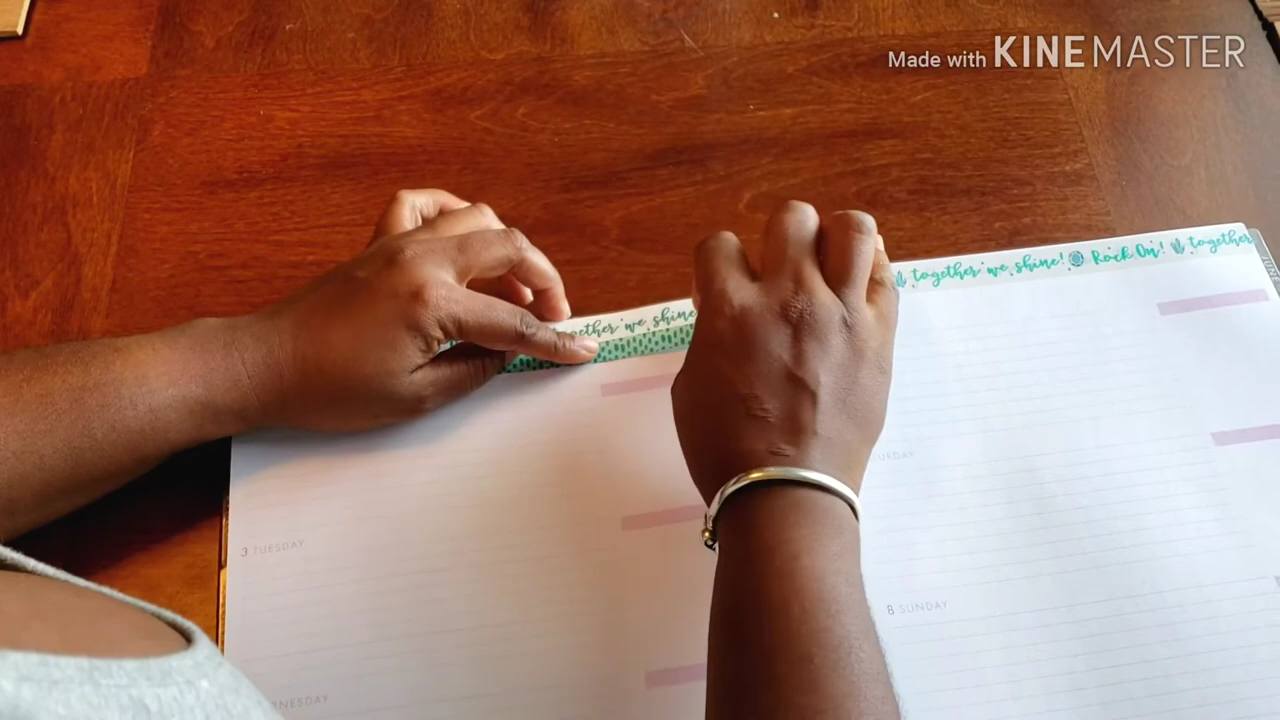 Made with KINEMASTER
together we shine! Rock On! together
together we shine
3 TUESDAY
8 SUNDAY